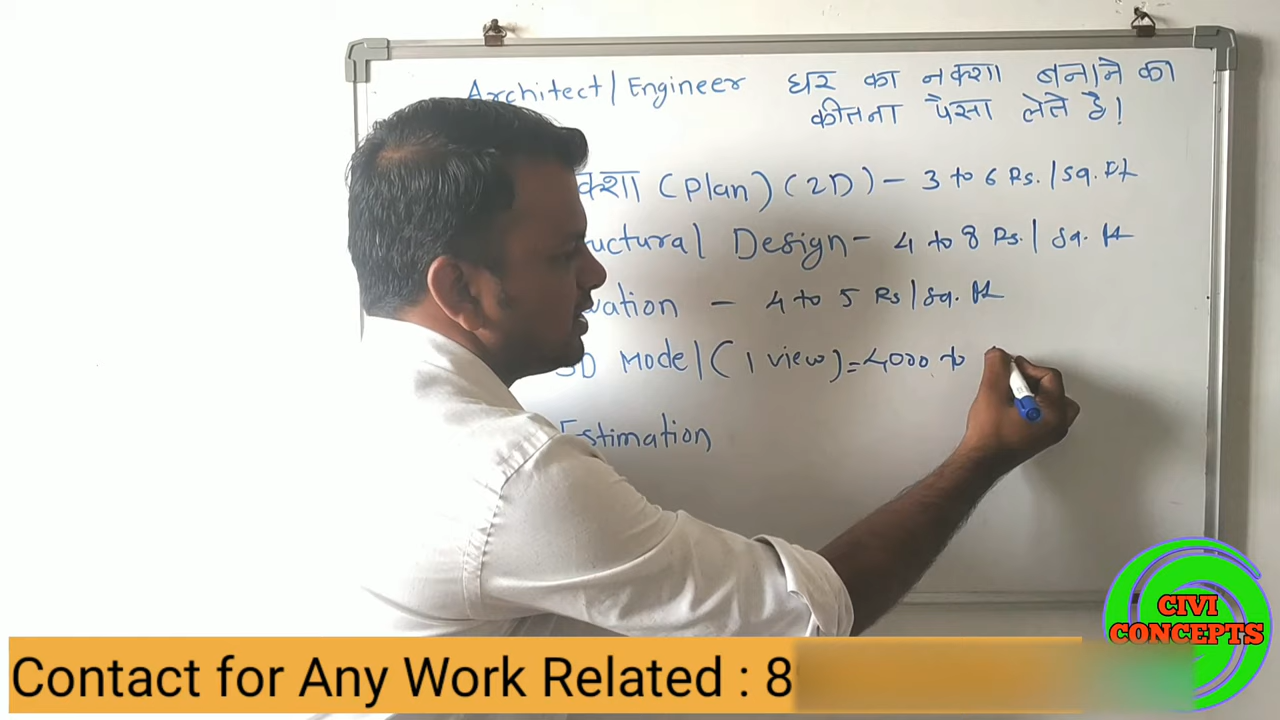 Architect/Engineer घर का नक्शा बनाने का
कीतना पैसा लेते है।
क्शा (Plan) (2D) - 3 to 6 Rs./sq. ft
uctural Design - 4 to 8 Rs./sq. ft
vation - 4 to 5 Rs/sq. ft
3D Model (1 view) = 4000 to
Estimation
CIVI
CONCEPTS
Contact for Any Work Related : 8